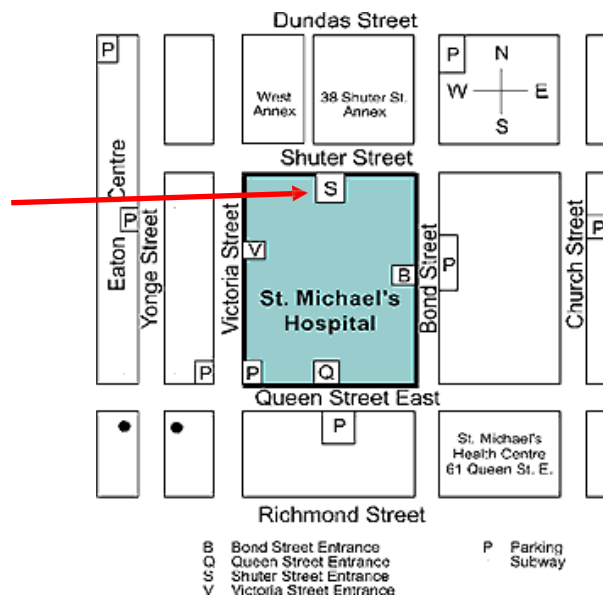 Dundas Street
P
P
N
W E
S
West
Annex
38 Shuter St.
Annex
Shuter Street
S
Eaton Centre
P
Yonge Street
Victoria Street
V
B
Bond Street
P
P
Church Street
St. Michael's
Hospital
P
P
Q
Queen Street East
P
St. Michael's
Health Centre
61 Queen St. E.
Richmond Street
B Bond Street Entrance
Q Queen Street Entrance
S Shuter Street Entrance
V Victoria Street Entrance
P Parking
Subway